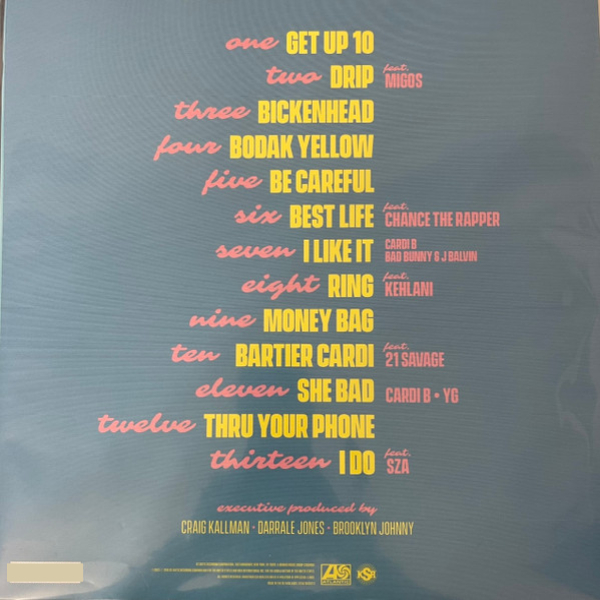 one GET UP 10
two DRIP feat. MIGOS
three BICKENHEAD
four BODAK YELLOW
five BE CAREFUL
six BEST LIFE feat. CHANCE THE RAPPER
seven I LIKE IT CARDI B
BAD BUNNY & J BALVIN
eight RING feat. KEHLANI
nine MONEY BAG
ten BARTIER CARDI feat. 21 SAVAGE
eleven SHE BAD CARDI B • YG
twelve THRU YOUR PHONE
thirteen I DO feat. SZA
executive produced by
CRAIG KALLMAN • DARRALE JONES • BROOKLYN JOHNNY
ATLANTIC KSR